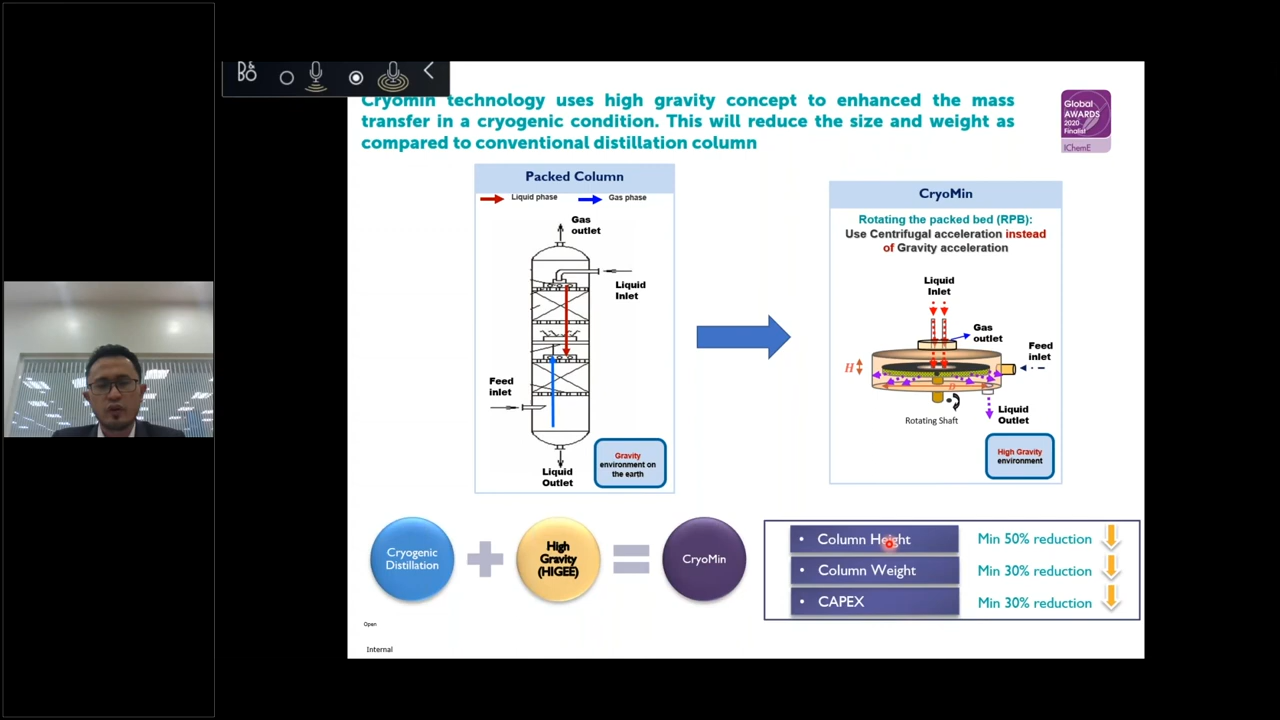 Cryomin technology uses high gravity concept to enhanced the mass
transfer in a cryogenic condition. This will reduce the size and weight as
compared to conventional distillation column
Global
AWARDS
2020
Finalist
IChemE
Packed Column
Liquid phase
Gas phase
Gas
outlet
Liquid
Inlet
Feed
inlet
Liquid
Outlet
Gravity
environment on
the earth
CryoMin
Rotating the packed bed (RPB):
Use Centrifugal acceleration instead
of Gravity acceleration
Liquid
Inlet
Gas
outlet
Feed
inlet
H
Rotating Shaft
Liquid
Outlet
High Gravity
environment
Cryogenic
Distillation
High
Gravity
(HIGEE)
CryoMin
• Column Height Min 50% reduction
• Column Weight Min 30% reduction
• CAPEX Min 30% reduction
Open
Internal